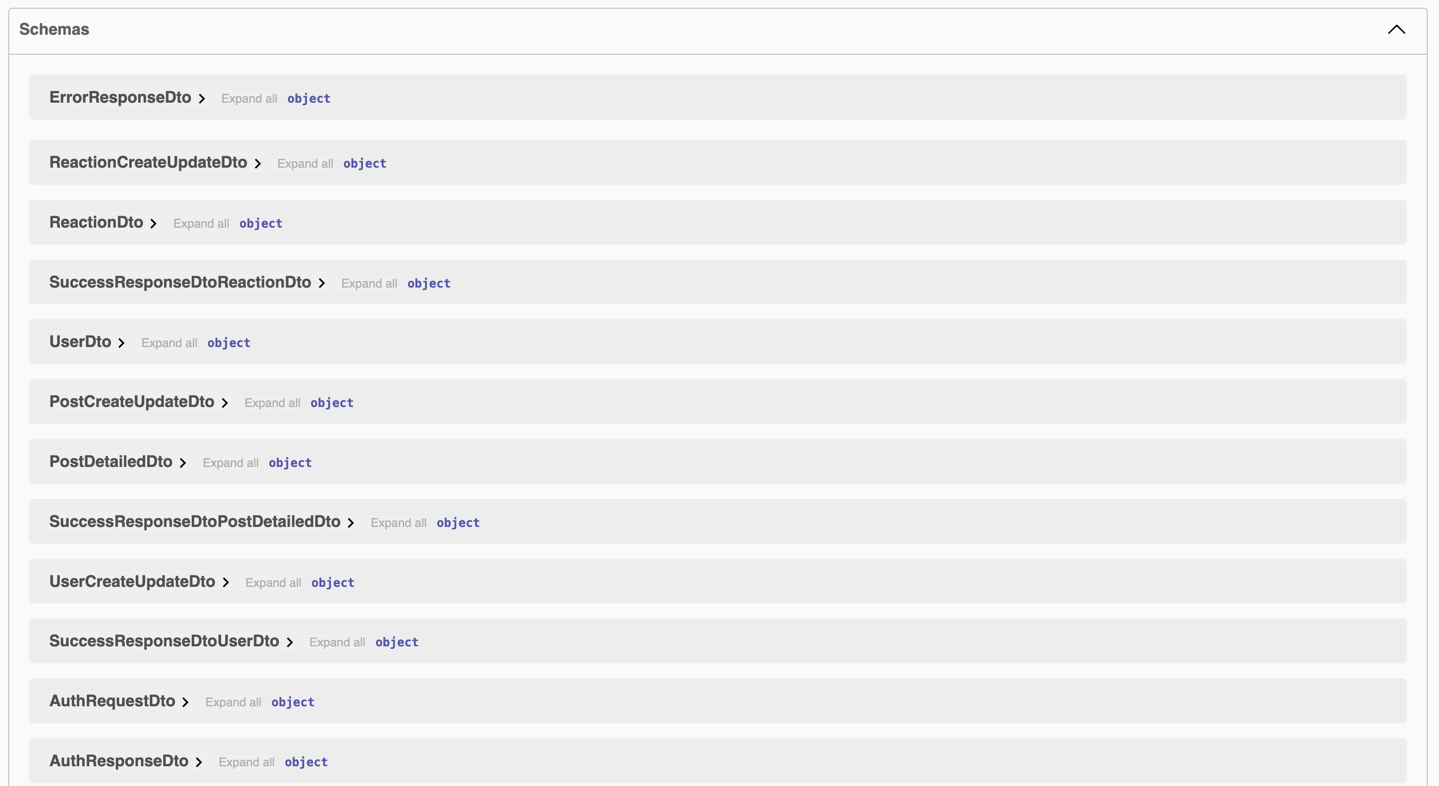 Schemas
ErrorResponseDto Expand all object
ReactionCreateUpdateDto Expand all object
ReactionDto Expand all object
SuccessResponseDtoReactionDto Expand all object
UserDto Expand all object
PostCreateUpdateDto Expand all object
PostDetailedDto Expand all object
SuccessResponseDtoPostDetailedDto Expand all object
UserCreateUpdateDto Expand all object
SuccessResponseDtoUserDto Expand all object
AuthRequestDto Expand all object
AuthResponseDto Expand all object